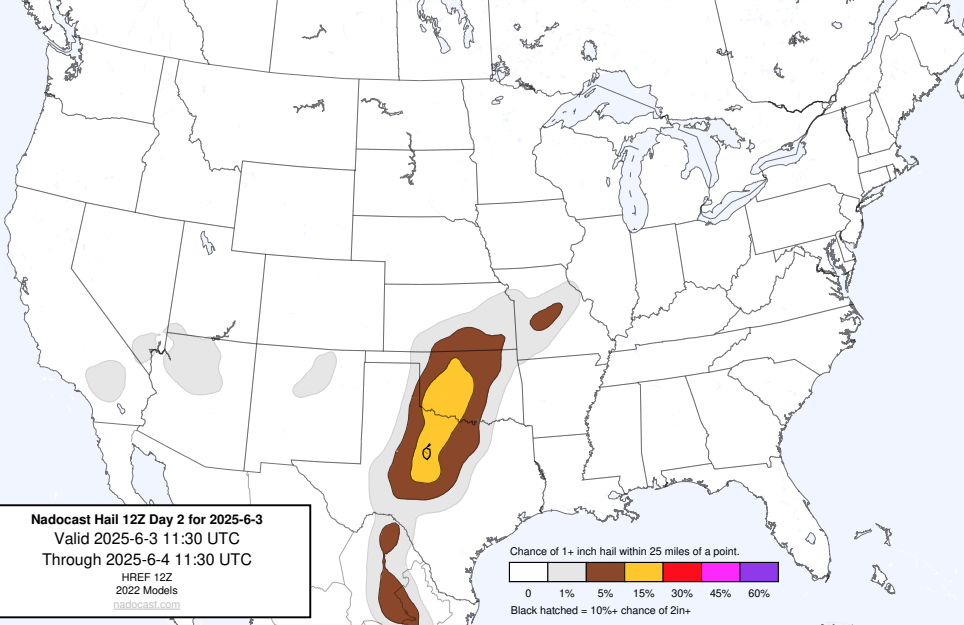 Nadocast Hail 12Z Day 2 for 2025-6-3
Valid 2025-6-3 11:30 UTC
Through 2025-6-4 11:30 UTC
HREF 12Z
2022 Models
nadocast.com
Chance of 1+ inch hail within 25 miles of a point.
0 1% 5% 15% 30% 45% 60%
Black hatched = 10%+ chance of 2in+